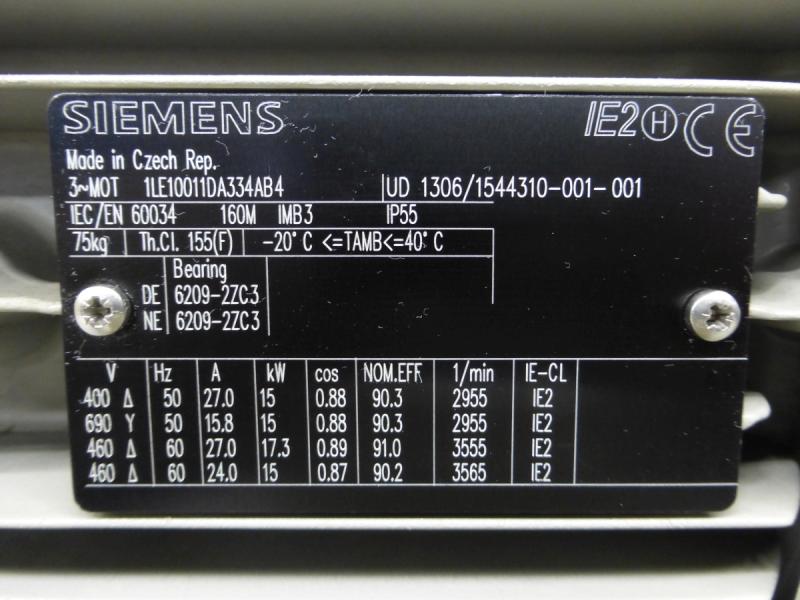 SIEMENS IE2 H CE
Made in Czech Rep.
3~MOT 1LE10011DA334AB4 UD 1306/1544310-001-001
IEC/EN 60034 160M IMB3 IP55
75kg Th.Cl. 155(F) -20°C <=TAMB<=40°C
Bearing
DE 6209-2ZC3
NE 6209-2ZC3
V Hz A kW cos NOM.EFF 1/min IE-CL
400 Δ 50 27.0 15 0.88 90.3 2955 IE2
690 Y 50 15.8 15 0.88 90.3 2955 IE2
460 Δ 60 27.0 17.3 0.89 91.0 3555 IE2
460 Δ 60 24.0 15 0.87 90.2 3565 IE2